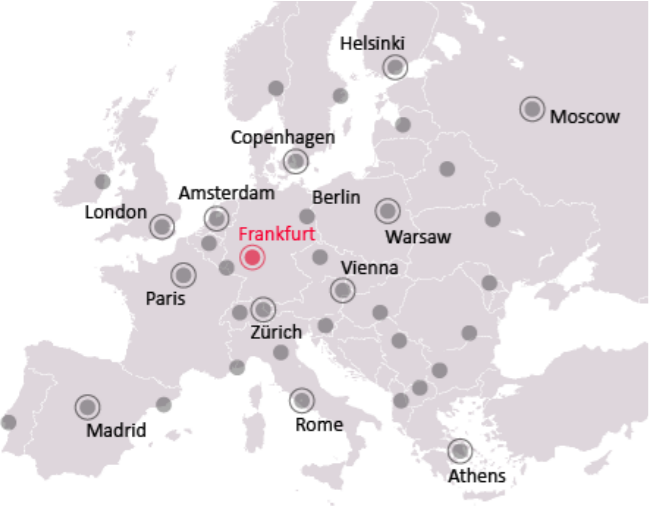 Helsinki
Moscow
Copenhagen
Amsterdam
Berlin
London
Frankfurt
Warsaw
Vienna
Paris
Zürich
Madrid
Rome
Athens